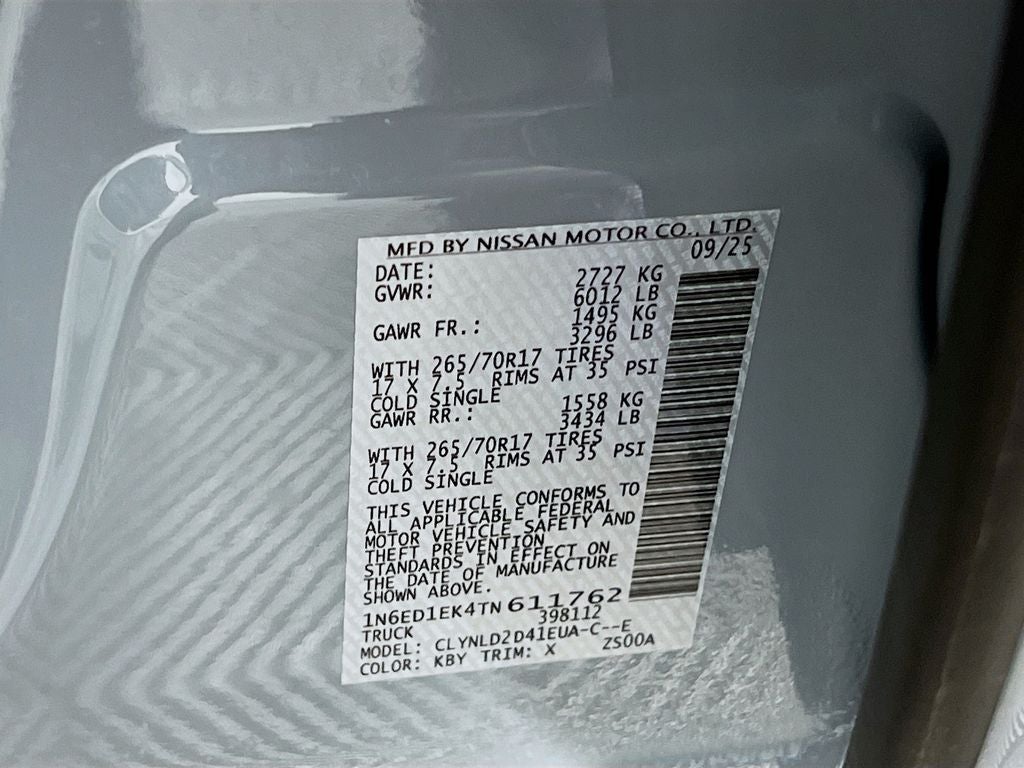 MFD BY NISSAN MOTOR CO., LTD.
DATE: 09/25
GVWR: 2727 KG
6012 LB
GAWR FR.: 1495 KG
3296 LB
WITH 265/70R17 TIRES
17 X 7.5 RIMS AT 35 PSI
COLD SINGLE
GAWR RR.: 1558 KG
3434 LB
WITH 265/70R17 TIRES
17 X 7.5 RIMS AT 35 PSI
COLD SINGLE
THIS VEHICLE CONFORMS TO
ALL APPLICABLE FEDERAL
MOTOR VEHICLE SAFETY AND
THEFT PREVENTION
STANDARDS IN EFFECT ON
THE DATE OF MANUFACTURE
SHOWN ABOVE.
1N6ED1EK4TN611762
TRUCK 398112
MODEL: CLYNLD2D41EUA-C--E
COLOR: KBY TRIM: X ZS00A